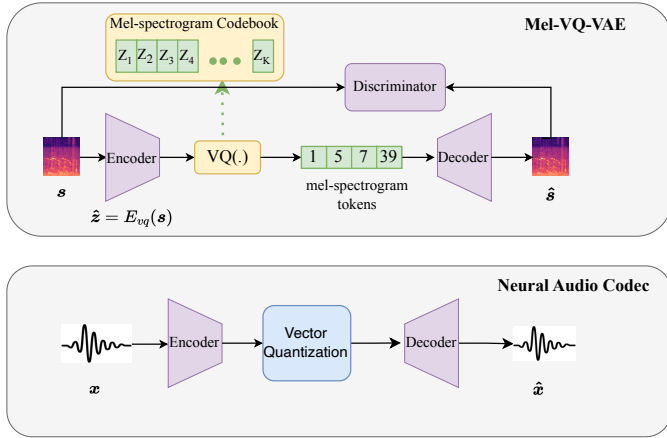 Mel-spectrogram Codebook
Mel-VQ-VAE
Z1 Z2 Z3 Z4 ZK
Discriminator
Encoder
VQ(.)
1 5 7 39
Decoder
s
mel-spectrogram
tokens
ŝ
ẑ = Evq(s)
Neural Audio Codec
Encoder
Vector
Quantization
Decoder
x
x̂